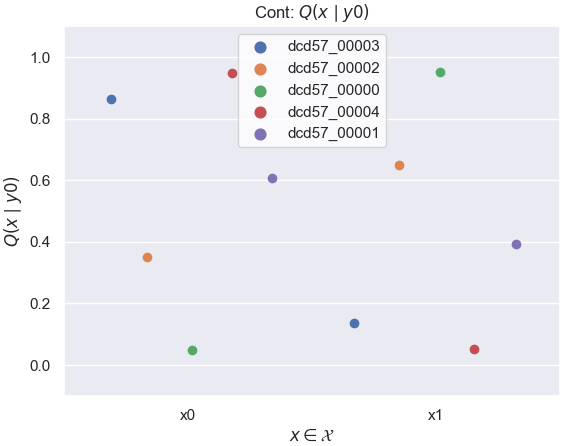 Cont: Q(x | y0)
dcd57_00003
dcd57_00002
dcd57_00000
dcd57_00004
dcd57_00001
Q(x | y0)
1.0
0.8
0.6
0.4
0.2
0.0
x0 x1
x ∈ 𝒳